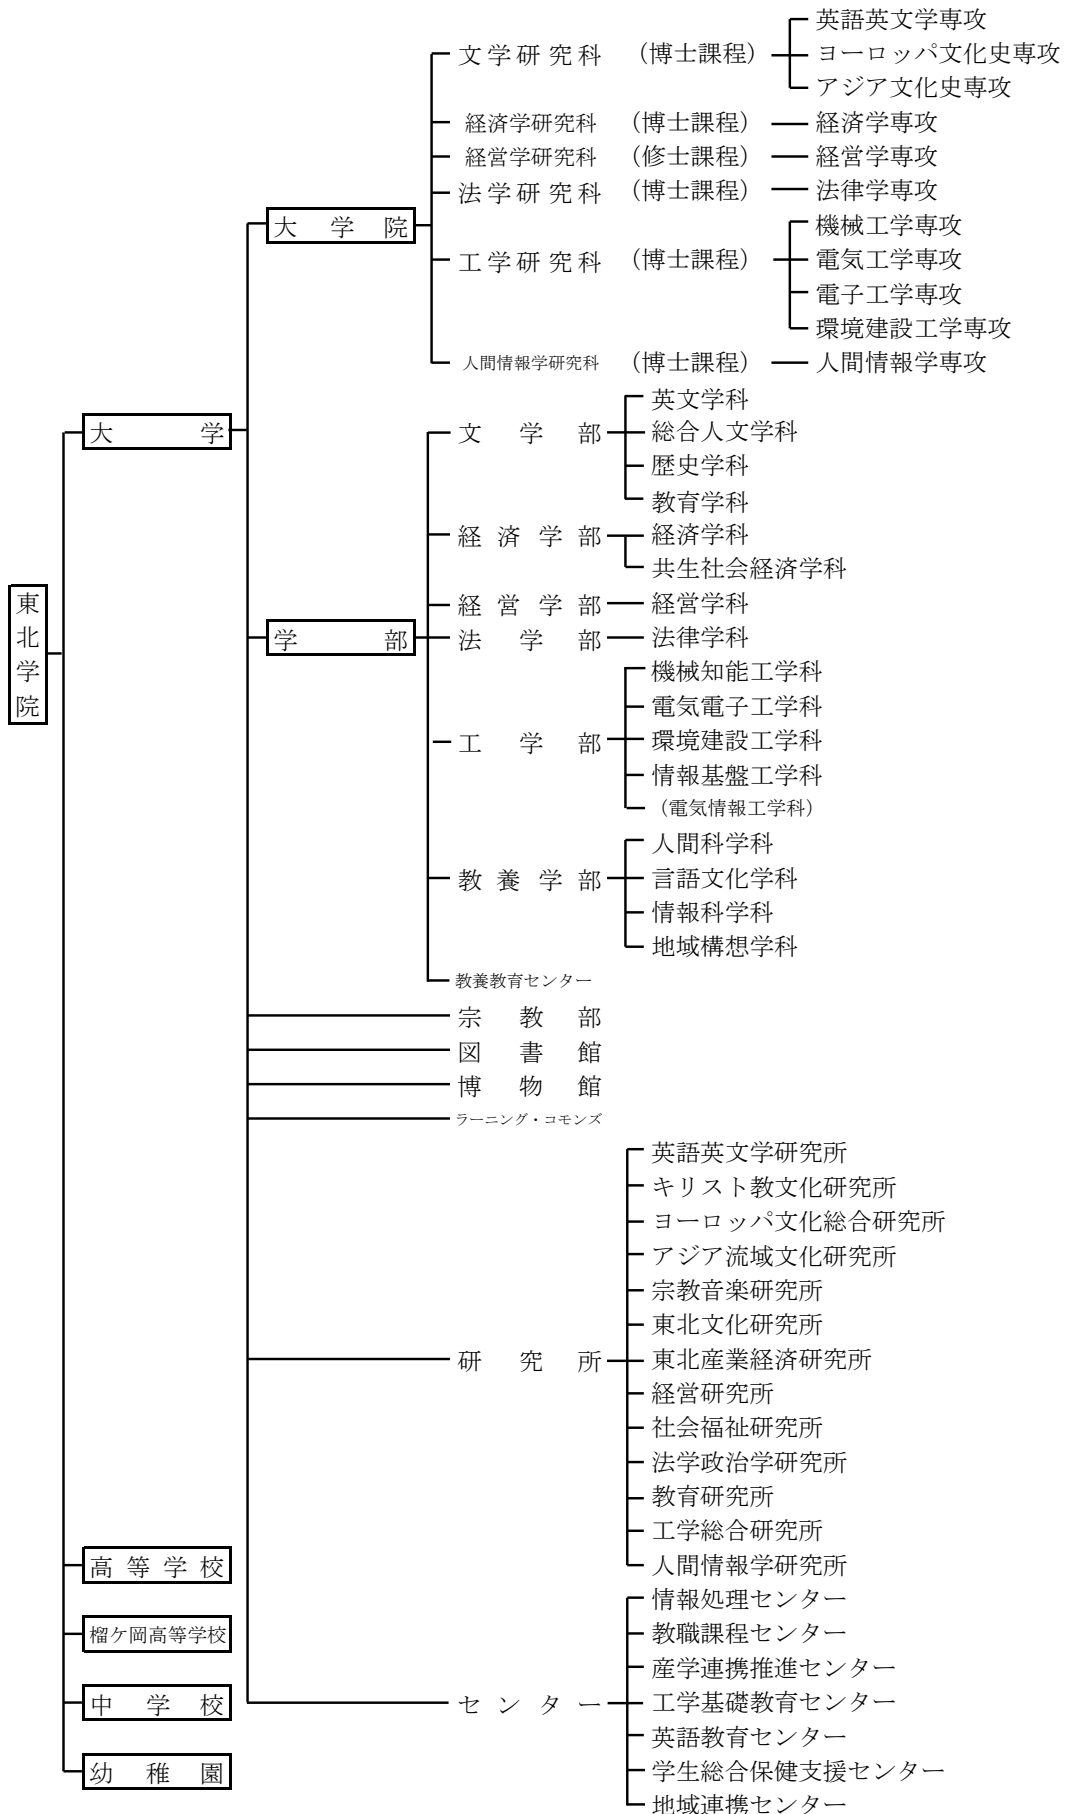 英語英文学専攻
文学研究科 (博士課程) ヨーロッパ文化史専攻
アジア文化史専攻
経済学研究科 (博士課程) 経済学専攻
経営学研究科 (修士課程) 経営学専攻
法学研究科 (博士課程) 法律学専攻
大学院
機械工学専攻
工学研究科 (博士課程) 電気工学専攻
電子工学専攻
環境建設工学専攻
人間情報学研究科 (博士課程) 人間情報学専攻
英文学科
大学 文学部 総合人文学科
歴史学科
教育学科
経済学部 経済学科
共生社会経済学科
東北学院
経営学部 経営学科
学部 法学部 法律学科
機械知能工学科
電気電子工学科
工学部 環境建設工学科
情報基盤工学科
(電気情報工学科)
人間科学科
教養学部 言語文化学科
情報科学科
地域構想学科
教養教育センター
宗教部
図書館
博物館
ラーニング・コモンズ
英語英文学研究所
キリスト教文化研究所
ヨーロッパ文化総合研究所
アジア流域文化研究所
宗教音楽研究所
東北文化研究所
研究所 東北産業経済研究所
経営研究所
社会福祉研究所
法学政治学研究所
教育研究所
工学総合研究所
高等学校 人間情報学研究所
情報処理センター
榴ケ岡高等学校 教職課程センター
産学連携推進センター
中学校 センター 工学基礎教育センター
英語教育センター
幼稚園 学生総合保健支援センター
地域連携センター